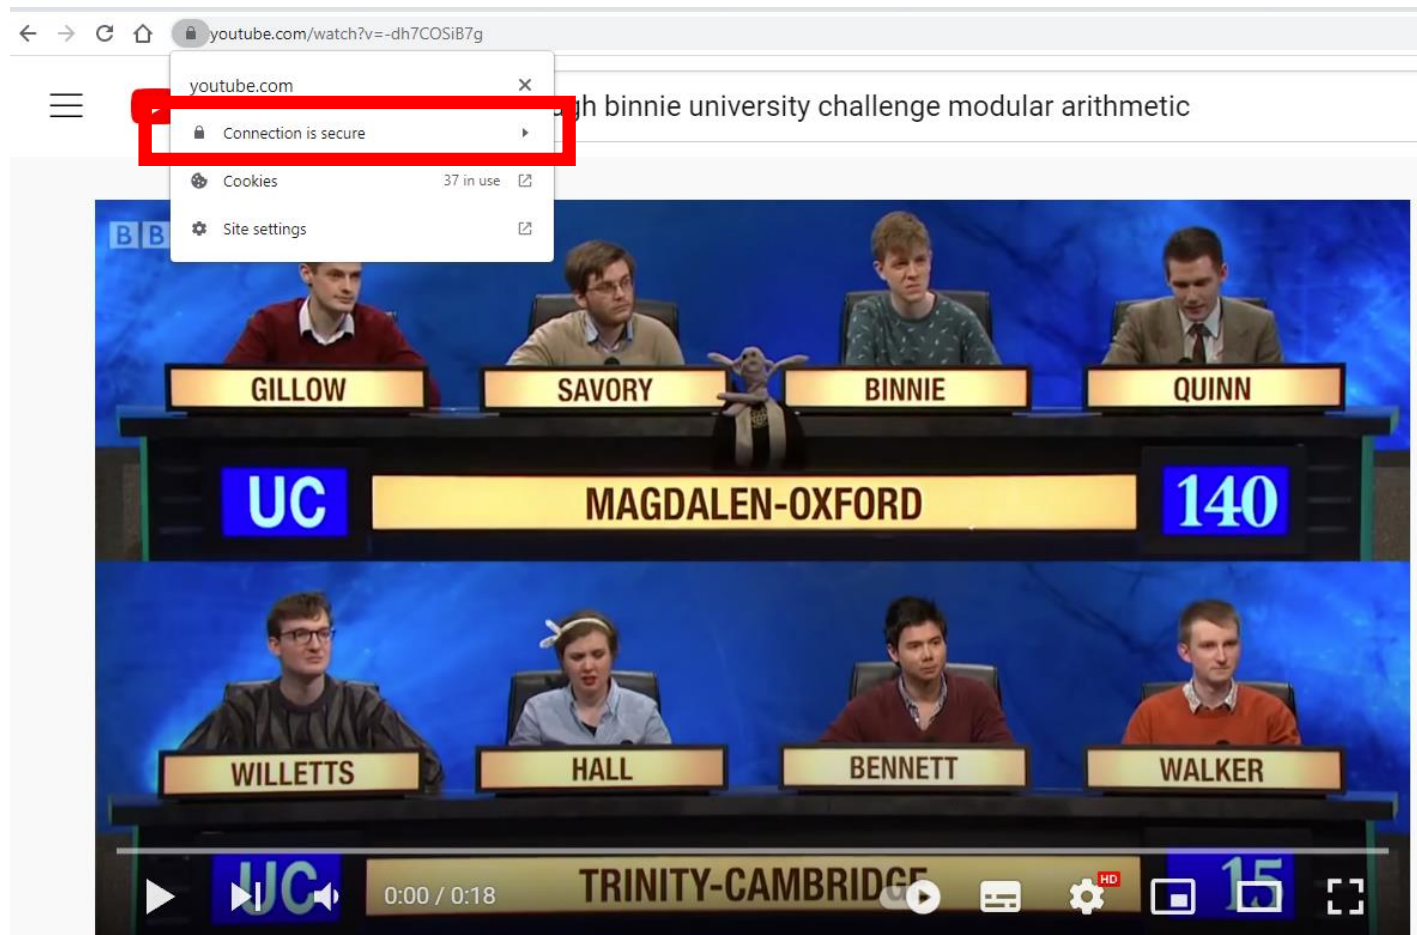 youtube.com/watch?v=-dh7COSiB7g
youtube.com
gh binnie university challenge modular arithmetic
Connection is secure
Cookies 37 in use
Site settings
B B
GILLOW SAVORY BINNIE QUINN
UC MAGDALEN-OXFORD 140
WILLETTS HALL BENNETT WALKER
UC TRINITY-CAMBRIDGE 15
0:00 / 0:18 HD